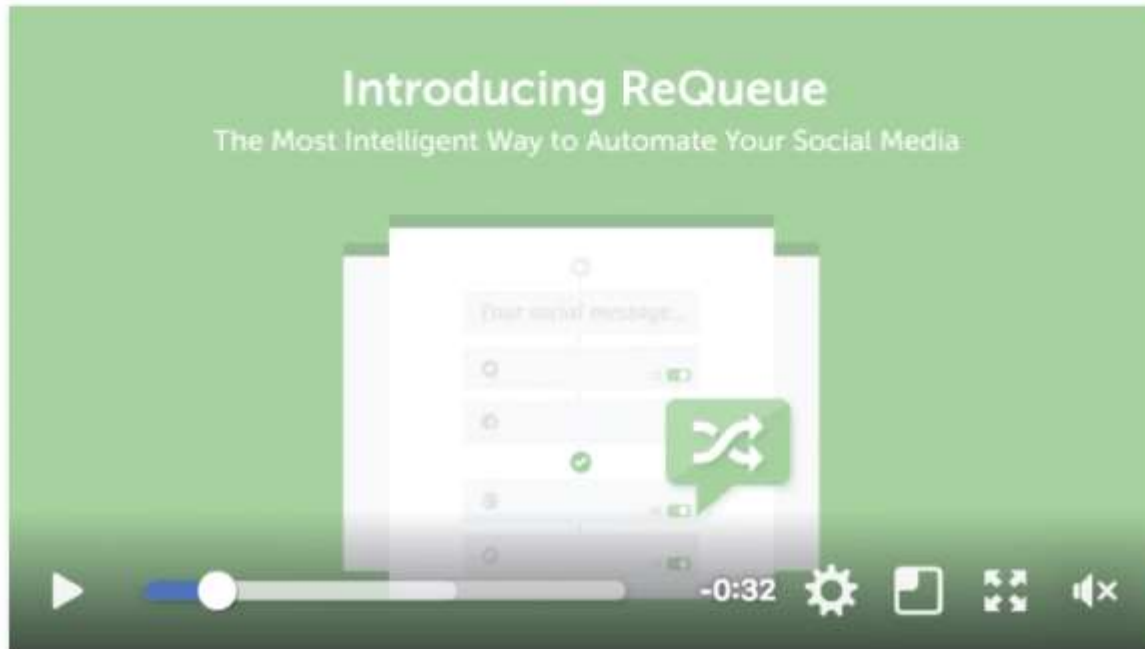 Introducing ReQueue
The Most Intelligent Way to Automate Your Social Media
Your social message...
-0:32